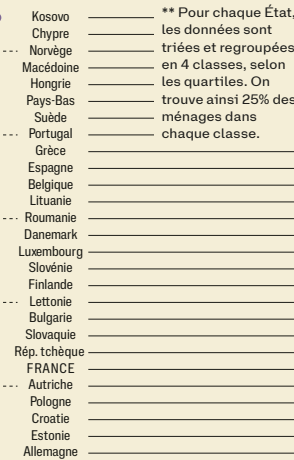 Kosovo
Chypre
Norvège
Macédoine
Hongrie
Pays-Bas
Suède
Portugal
Grèce
Espagne
Belgique
Lituanie
Roumanie
Danemark
Luxembourg
Slovénie
Finlande
Lettonie
Bulgarie
Slovaquie
Rép. tchèque
FRANCE
Autriche
Pologne
Croatie
Estonie
Allemagne
** Pour chaque État,
les données sont
triées et regroupées
en 4 classes, selon
les quartiles. On
trouve ainsi 25% des
ménages dans
chaque classe.